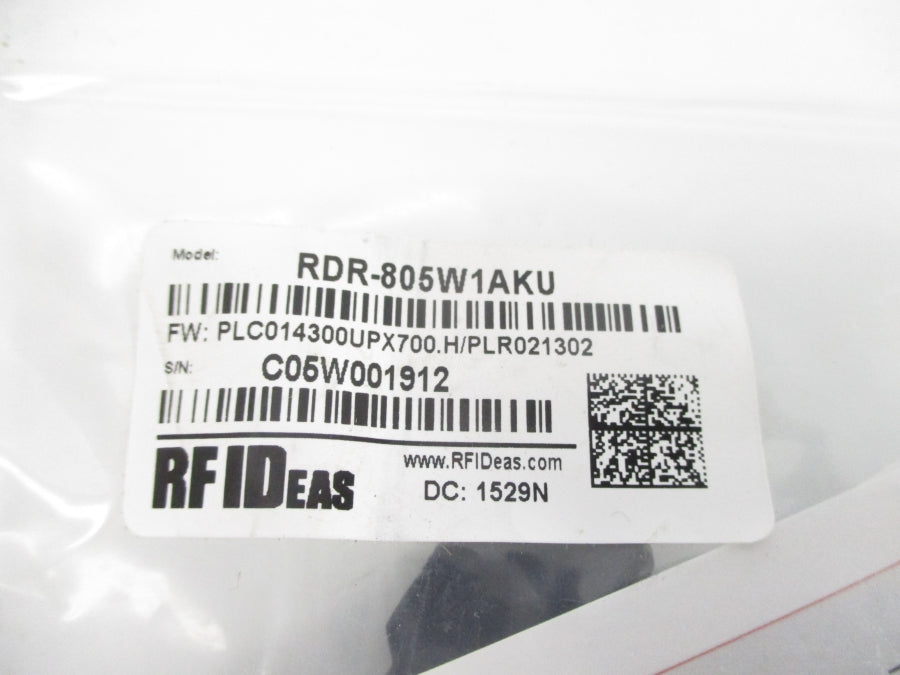 Model: RDR-805W1AKU
FW: PLC014300UPX700.H/PLR021302
S/N: C05W001912
RFIDEAS
www.RFIDeas.com
DC: 1529N